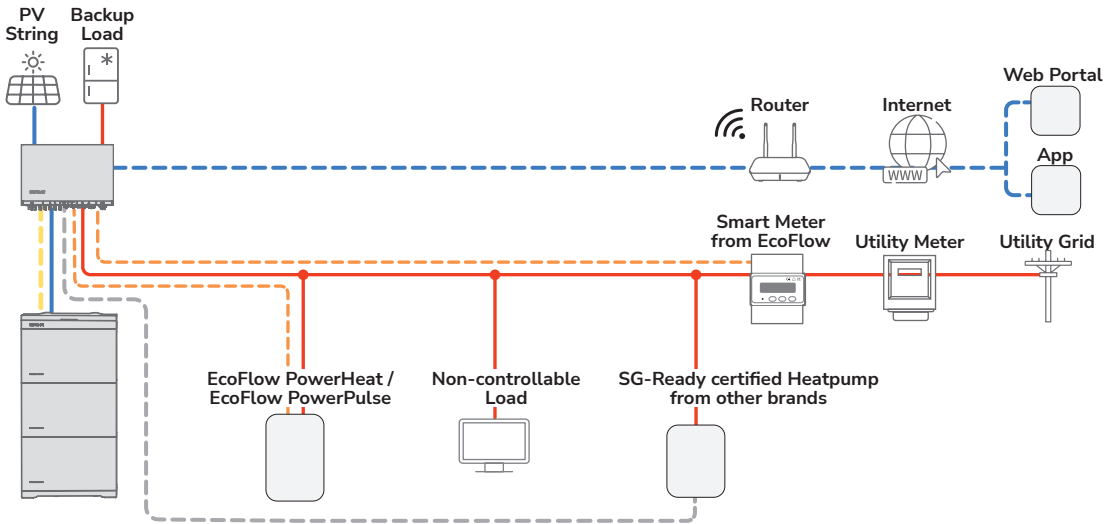 PV
String
Backup
Load
Web Portal
Router
Internet
App
WWW
Smart Meter
from EcoFlow
Utility Meter
Utility Grid
EcoFlow PowerHeat /
EcoFlow PowerPulse
Non-controllable
Load
SG-Ready certified Heatpump
from other brands